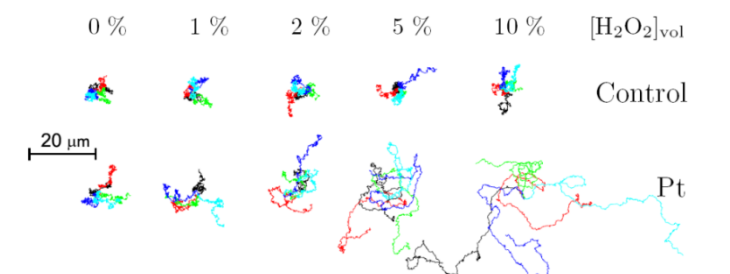 0 % 1 % 2 % 5 % 10 % [H₂O₂]vol
Control
20 μm
Pt